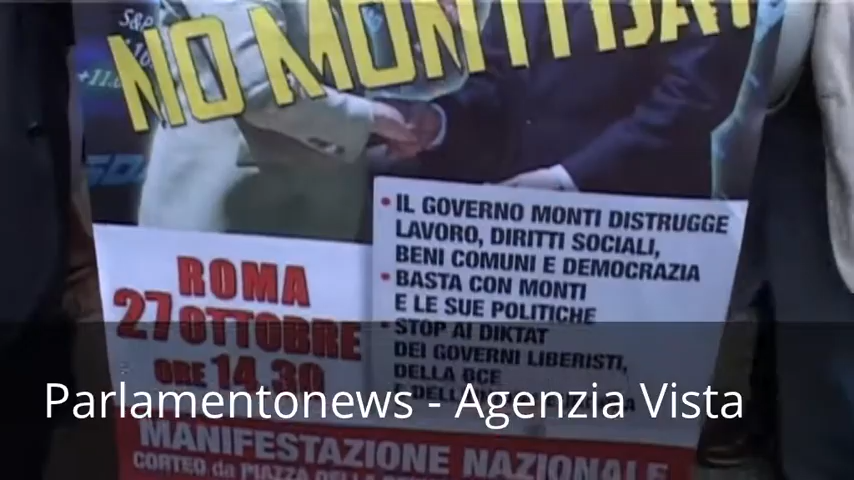 S&P
NO MONTI DAY
ROMA
27 OTTOBRE
ORE 14.30
• IL GOVERNO MONTI DISTRUGGE
LAVORO, DIRITTI SOCIALI,
BENI COMUNI E DEMOCRAZIA
• BASTA CON MONTI
E LE SUE POLITICHE
• STOP AI DIKTAT
DEI GOVERNI LIBERISTI,
DELLA BCE
Parlamentonews - Agenzia Vista
MANIFESTAZIONE NAZIONALE
CORTEO da PIAZZA DELLA